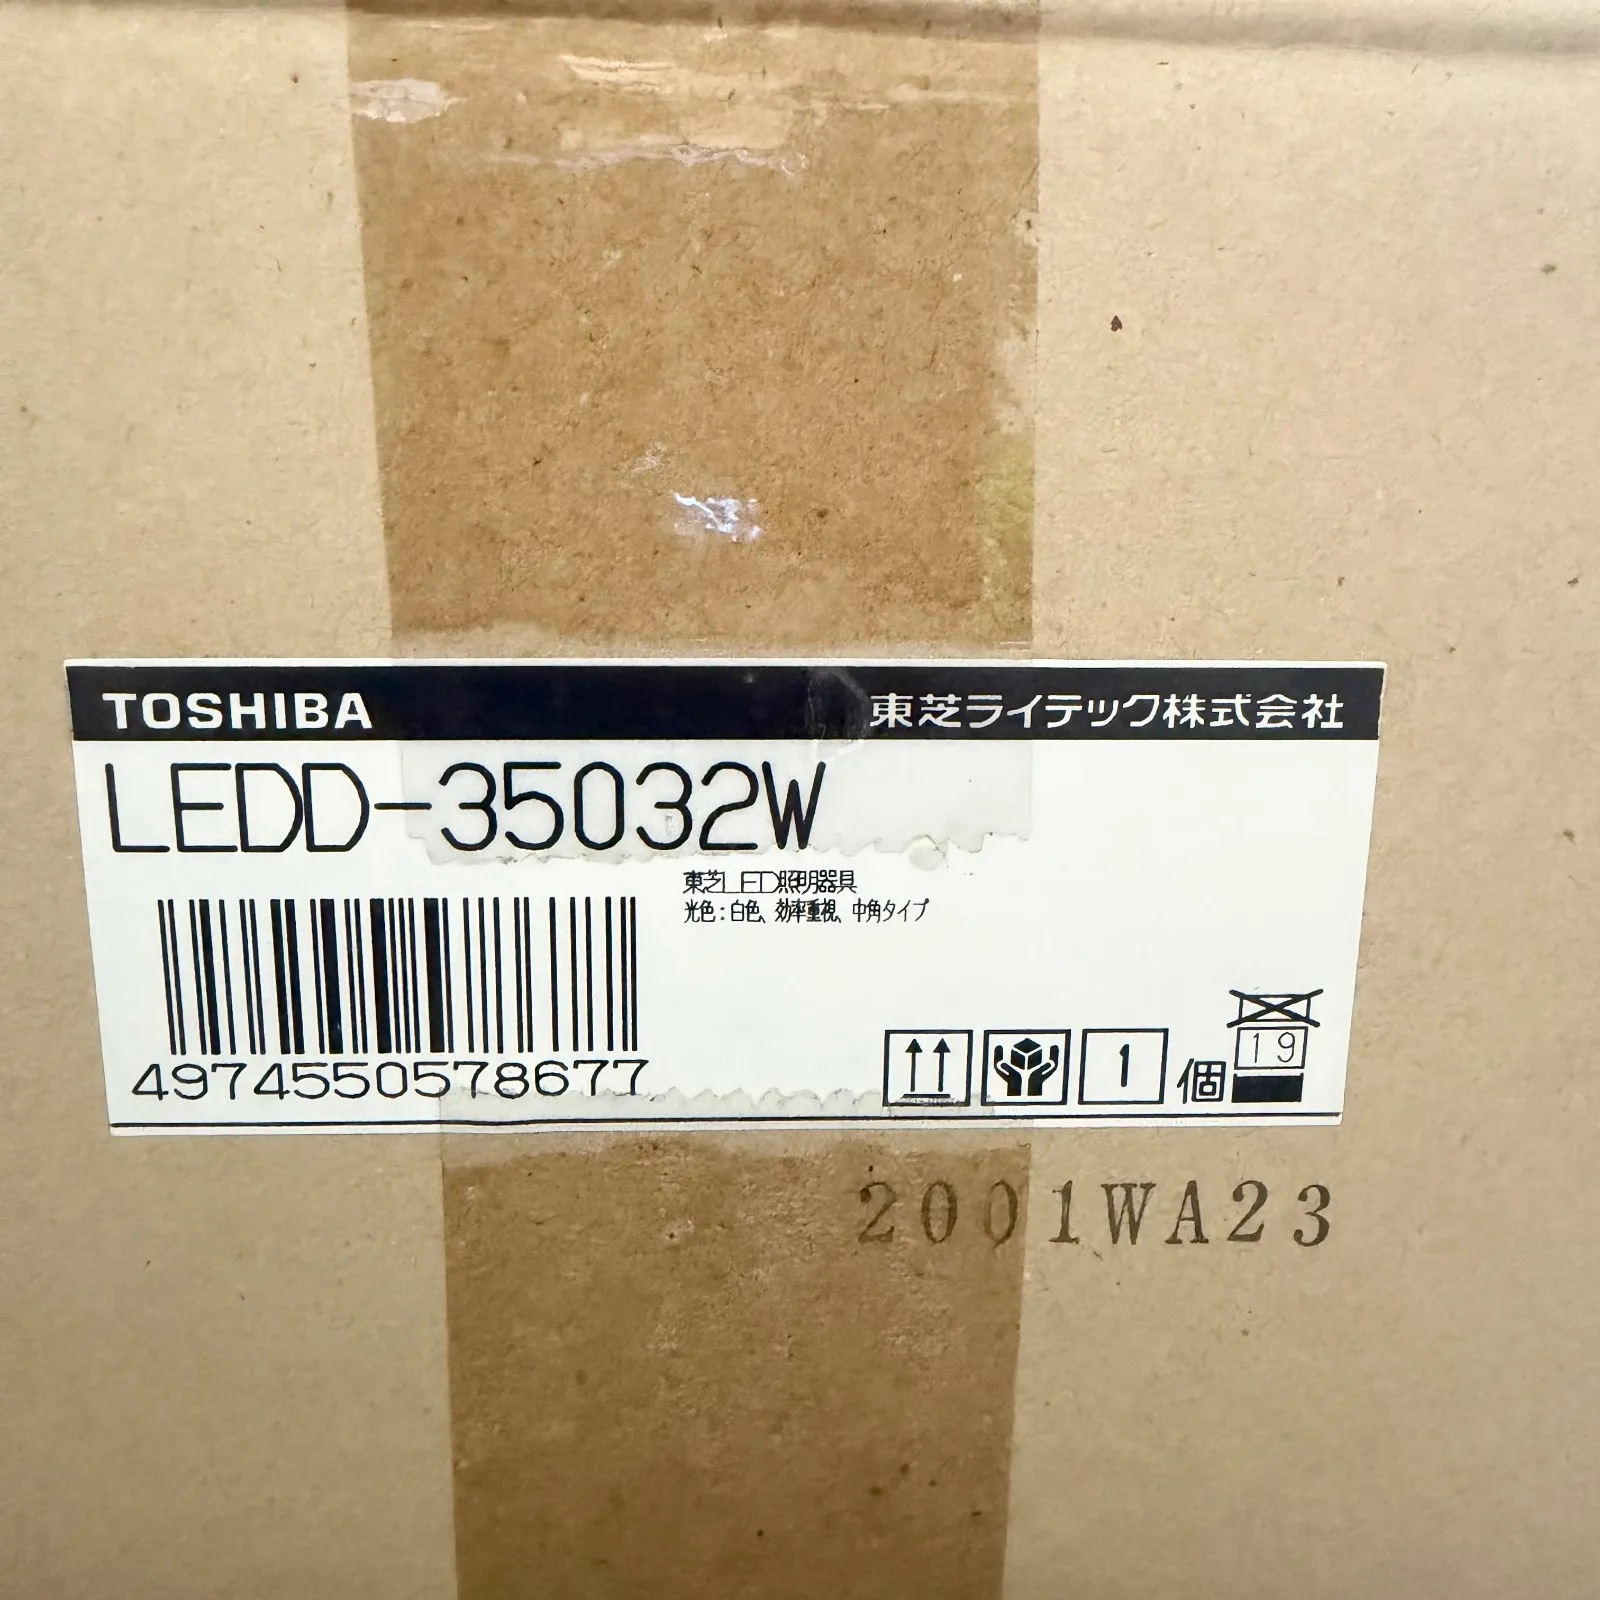 TOSHIBA 東芝ライテック株式会社
LEDD-35032W
東芝LED照明器具
光色:白色、効率重視、中角タイプ
4974550578677
1 個
19
2001WA23